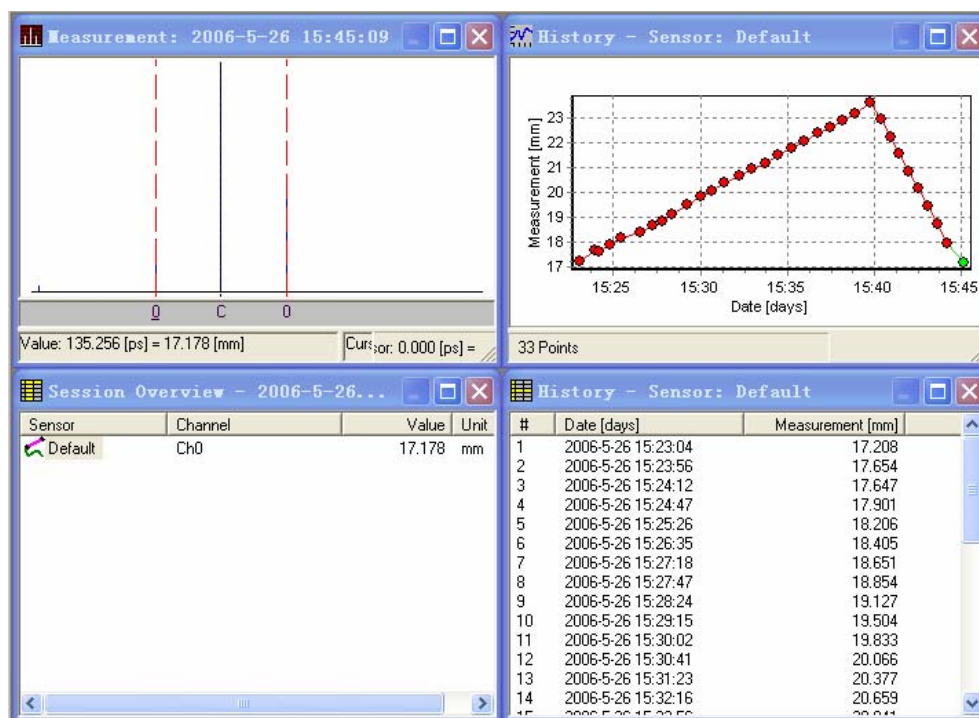 Measurement: 2006-5-26 15:45:09
0 C 0
Value: 135.256 [ps] = 17.178 [mm]
Cursor: 0.000 [ps] =
History - Sensor: Default
Measurement [mm]
23
22
21
20
19
18
17
15:25 15:30 15:35 15:40 15:45
Date [days]
33 Points
Session Overview - 2006-5-26...
Sensor Channel Value Unit
Default Ch0 17.178 mm
History - Sensor: Default
# Date [days] Measurement [mm]
1 2006-5-26 15:23:04 17.208
2 2006-5-26 15:23:56 17.654
3 2006-5-26 15:24:12 17.647
4 2006-5-26 15:24:47 17.901
5 2006-5-26 15:25:26 18.206
6 2006-5-26 15:26:35 18.405
7 2006-5-26 15:27:18 18.651
8 2006-5-26 15:27:47 18.854
9 2006-5-26 15:28:24 19.127
10 2006-5-26 15:29:15 19.504
11 2006-5-26 15:30:02 19.833
12 2006-5-26 15:30:41 20.066
13 2006-5-26 15:31:23 20.377
14 2006-5-26 15:32:16 20.659